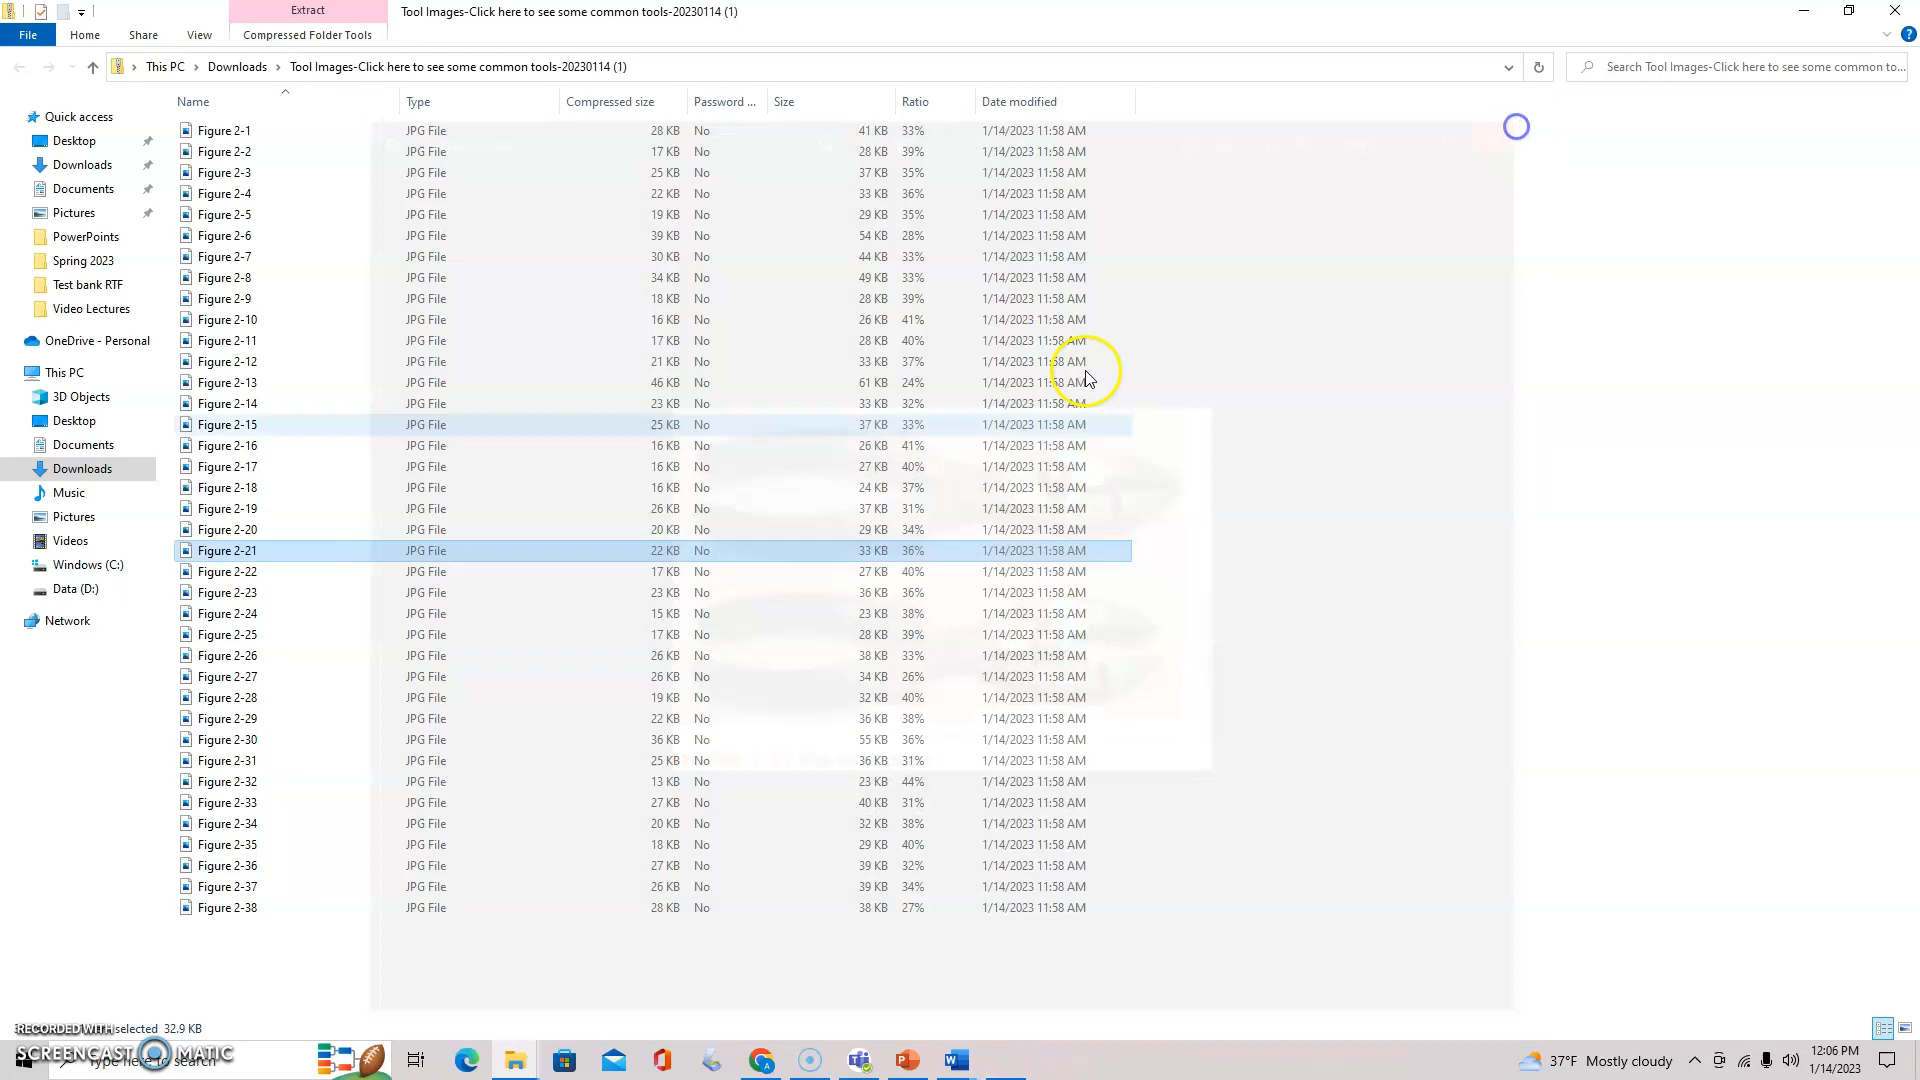 Extract
Tool Images-Click here to see some common tools-20230114 (1)
File Home Share View Compressed Folder Tools
This PC Downloads Tool Images-Click here to see some common tools-20230114 (1)
Search Tool Images-Click here to see some common to...
Name Type Compressed size Password ... Size Ratio Date modified
Quick access
Desktop
Downloads
Documents
Pictures
PowerPoints
Spring 2023
Test bank RTF
Video Lectures
OneDrive - Personal
This PC
3D Objects
Desktop
Documents
Downloads
Music
Pictures
Videos
Windows (C:)
Data (D:)
Network
Figure 2-1 JPG File 28 KB No 41 KB 33% 1/14/2023 11:58 AM
Figure 2-2 JPG File 17 KB No 28 KB 39% 1/14/2023 11:58 AM
Figure 2-3 JPG File 25 KB No 37 KB 35% 1/14/2023 11:58 AM
Figure 2-4 JPG File 22 KB No 33 KB 36% 1/14/2023 11:58 AM
Figure 2-5 JPG File 19 KB No 29 KB 35% 1/14/2023 11:58 AM
Figure 2-6 JPG File 39 KB No 54 KB 28% 1/14/2023 11:58 AM
Figure 2-7 JPG File 30 KB No 44 KB 33% 1/14/2023 11:58 AM
Figure 2-8 JPG File 34 KB No 49 KB 33% 1/14/2023 11:58 AM
Figure 2-9 JPG File 18 KB No 28 KB 39% 1/14/2023 11:58 AM
Figure 2-10 JPG File 16 KB No 26 KB 41% 1/14/2023 11:58 AM
Figure 2-11 JPG File 17 KB No 28 KB 40% 1/14/2023 11:58 AM
Figure 2-12 JPG File 21 KB No 33 KB 37% 1/14/2023 11:58 AM
Figure 2-13 JPG File 46 KB No 61 KB 24% 1/14/2023 11:58 AM
Figure 2-14 JPG File 23 KB No 33 KB 32% 1/14/2023 11:58 AM
Figure 2-15 JPG File 25 KB No 37 KB 33% 1/14/2023 11:58 AM
Figure 2-16 JPG File 16 KB No 26 KB 41% 1/14/2023 11:58 AM
Figure 2-17 JPG File 16 KB No 27 KB 40% 1/14/2023 11:58 AM
Figure 2-18 JPG File 16 KB No 24 KB 37% 1/14/2023 11:58 AM
Figure 2-19 JPG File 26 KB No 37 KB 31% 1/14/2023 11:58 AM
Figure 2-20 JPG File 20 KB No 29 KB 34% 1/14/2023 11:58 AM
Figure 2-21 JPG File 22 KB No 33 KB 36% 1/14/2023 11:58 AM
Figure 2-22 JPG File 17 KB No 27 KB 40% 1/14/2023 11:58 AM
Figure 2-23 JPG File 23 KB No 36 KB 36% 1/14/2023 11:58 AM
Figure 2-24 JPG File 15 KB No 23 KB 38% 1/14/2023 11:58 AM
Figure 2-25 JPG File 17 KB No 28 KB 39% 1/14/2023 11:58 AM
Figure 2-26 JPG File 26 KB No 38 KB 33% 1/14/2023 11:58 AM
Figure 2-27 JPG File 26 KB No 34 KB 26% 1/14/2023 11:58 AM
Figure 2-28 JPG File 19 KB No 32 KB 40% 1/14/2023 11:58 AM
Figure 2-29 JPG File 22 KB No 36 KB 38% 1/14/2023 11:58 AM
Figure 2-30 JPG File 36 KB No 55 KB 36% 1/14/2023 11:58 AM
Figure 2-31 JPG File 25 KB No 36 KB 31% 1/14/2023 11:58 AM
Figure 2-32 JPG File 13 KB No 23 KB 44% 1/14/2023 11:58 AM
Figure 2-33 JPG File 27 KB No 40 KB 31% 1/14/2023 11:58 AM
Figure 2-34 JPG File 20 KB No 32 KB 38% 1/14/2023 11:58 AM
Figure 2-35 JPG File 18 KB No 29 KB 40% 1/14/2023 11:58 AM
Figure 2-36 JPG File 27 KB No 39 KB 32% 1/14/2023 11:58 AM
Figure 2-37 JPG File 26 KB No 39 KB 34% 1/14/2023 11:58 AM
Figure 2-38 JPG File 28 KB No 38 KB 27% 1/14/2023 11:58 AM
RECORDED WITH selected 32.9 KB
SCREENCAST MATIC
Type here to search
37°F Mostly cloudy
12:06 PM
1/14/2023